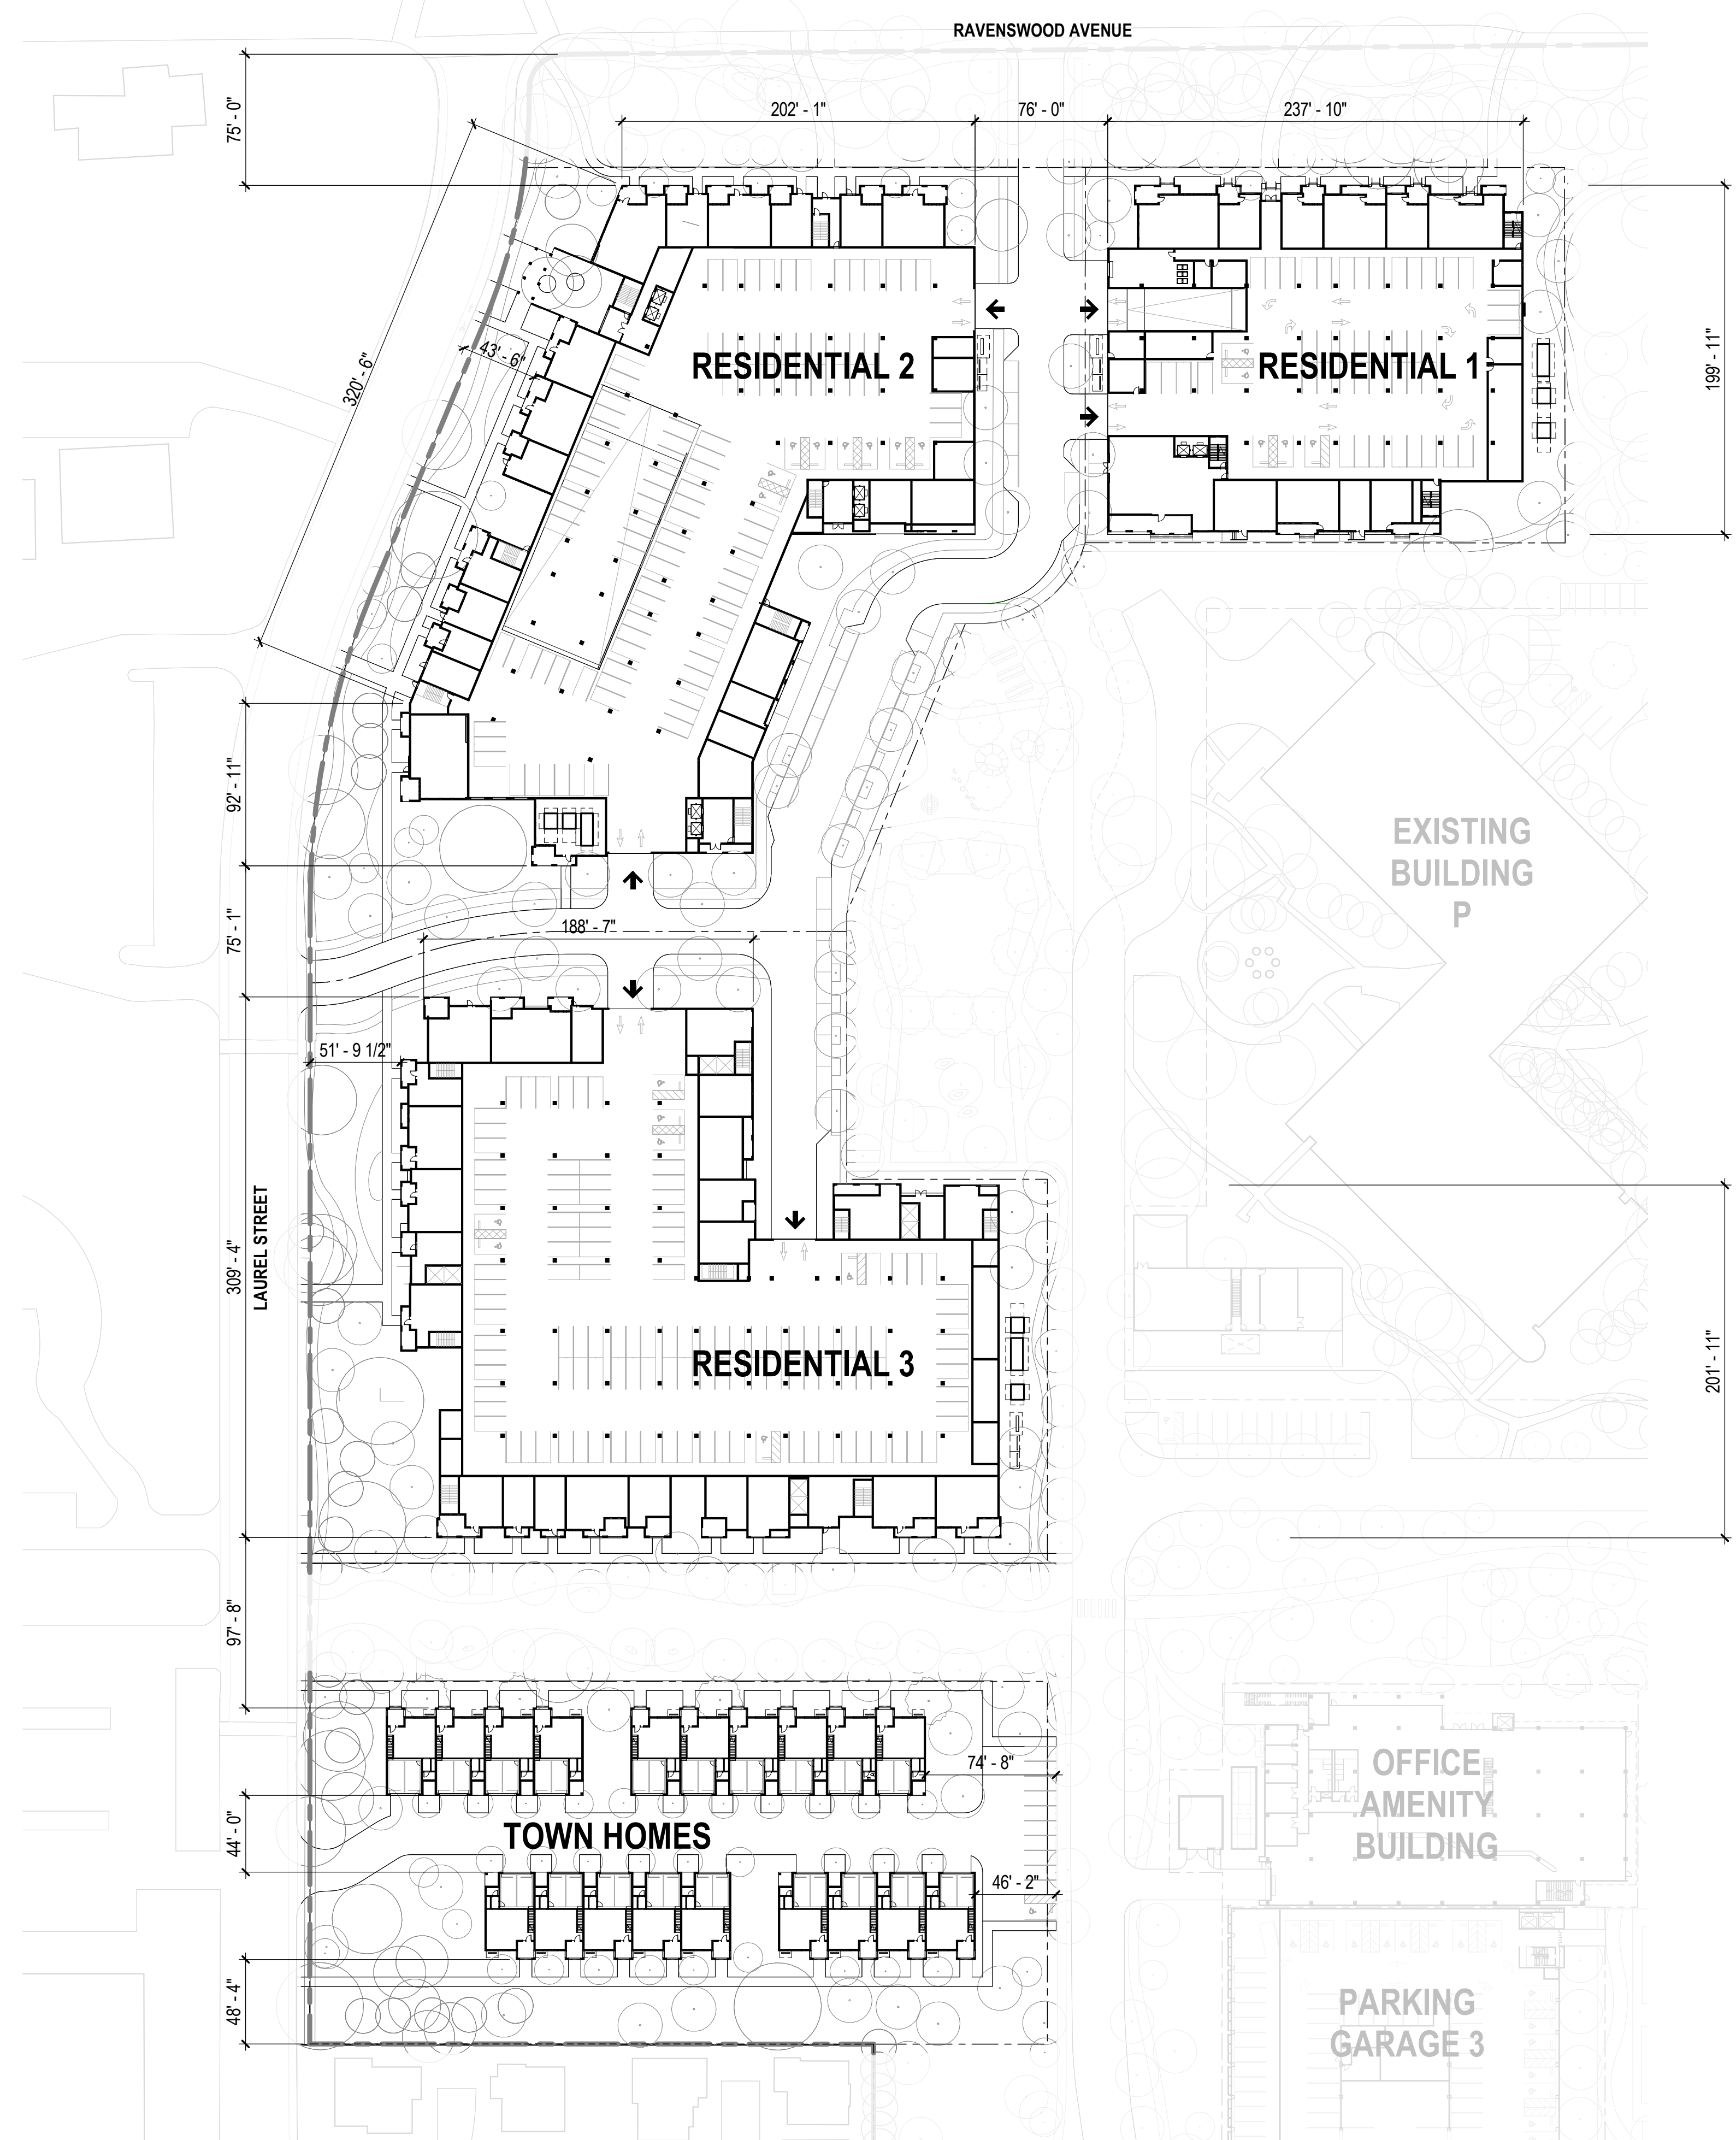 RAVENSWOOD AVENUE
75' - 0"
202' - 1"
76' - 0"
237' - 10"
320' - 6"
43' - 6"
RESIDENTIAL 2
RESIDENTIAL 1
199' - 11"
92' - 11"
EXISTING
BUILDING
P
75' - 1"
188' - 7"
51' - 9 1/2"
309' - 4"
LAUREL STREET
RESIDENTIAL 3
201' - 11"
97' - 8"
74' - 8"
OFFICE
AMENITY
BUILDING
44' - 0"
TOWN HOMES
46' - 2"
48' - 4"
PARKING
GARAGE 3